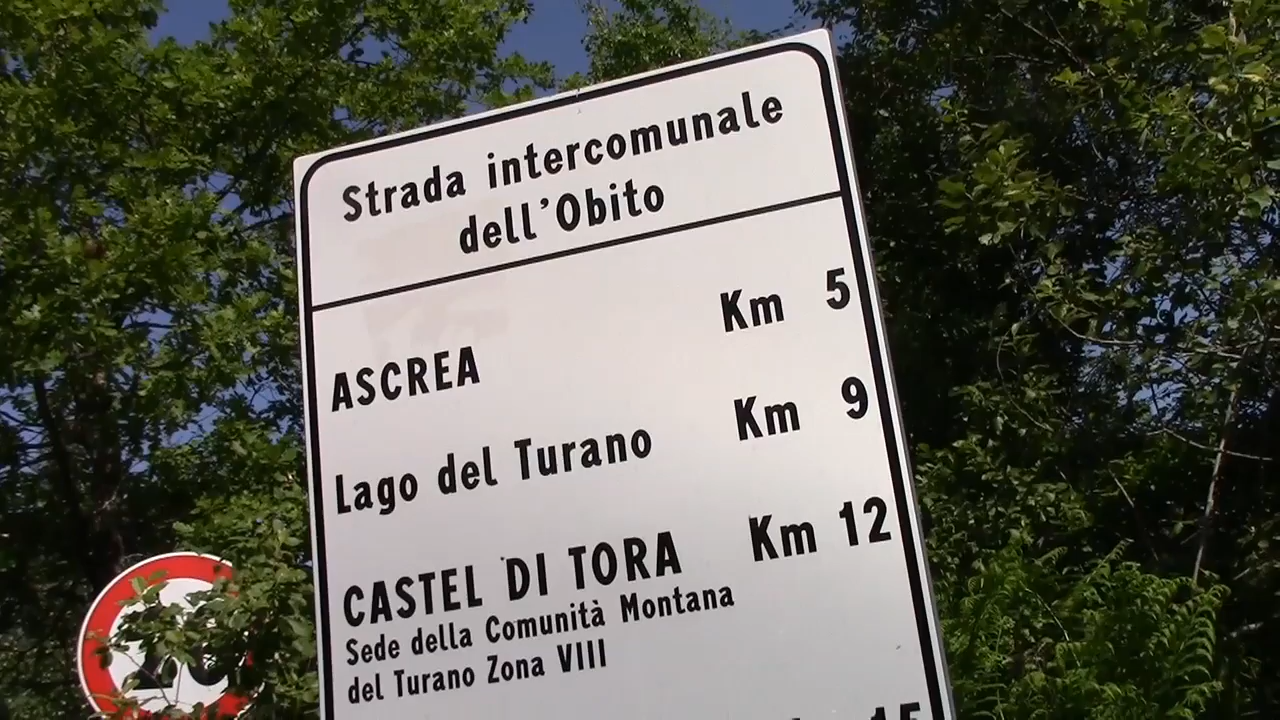 Strada intercomunale
dell'Obito
Km 5
ASCREA
Km 9
Lago del Turano
CASTEL DI TORA Km 12
Sede della Comunità Montana
del Turano Zona VIII
15